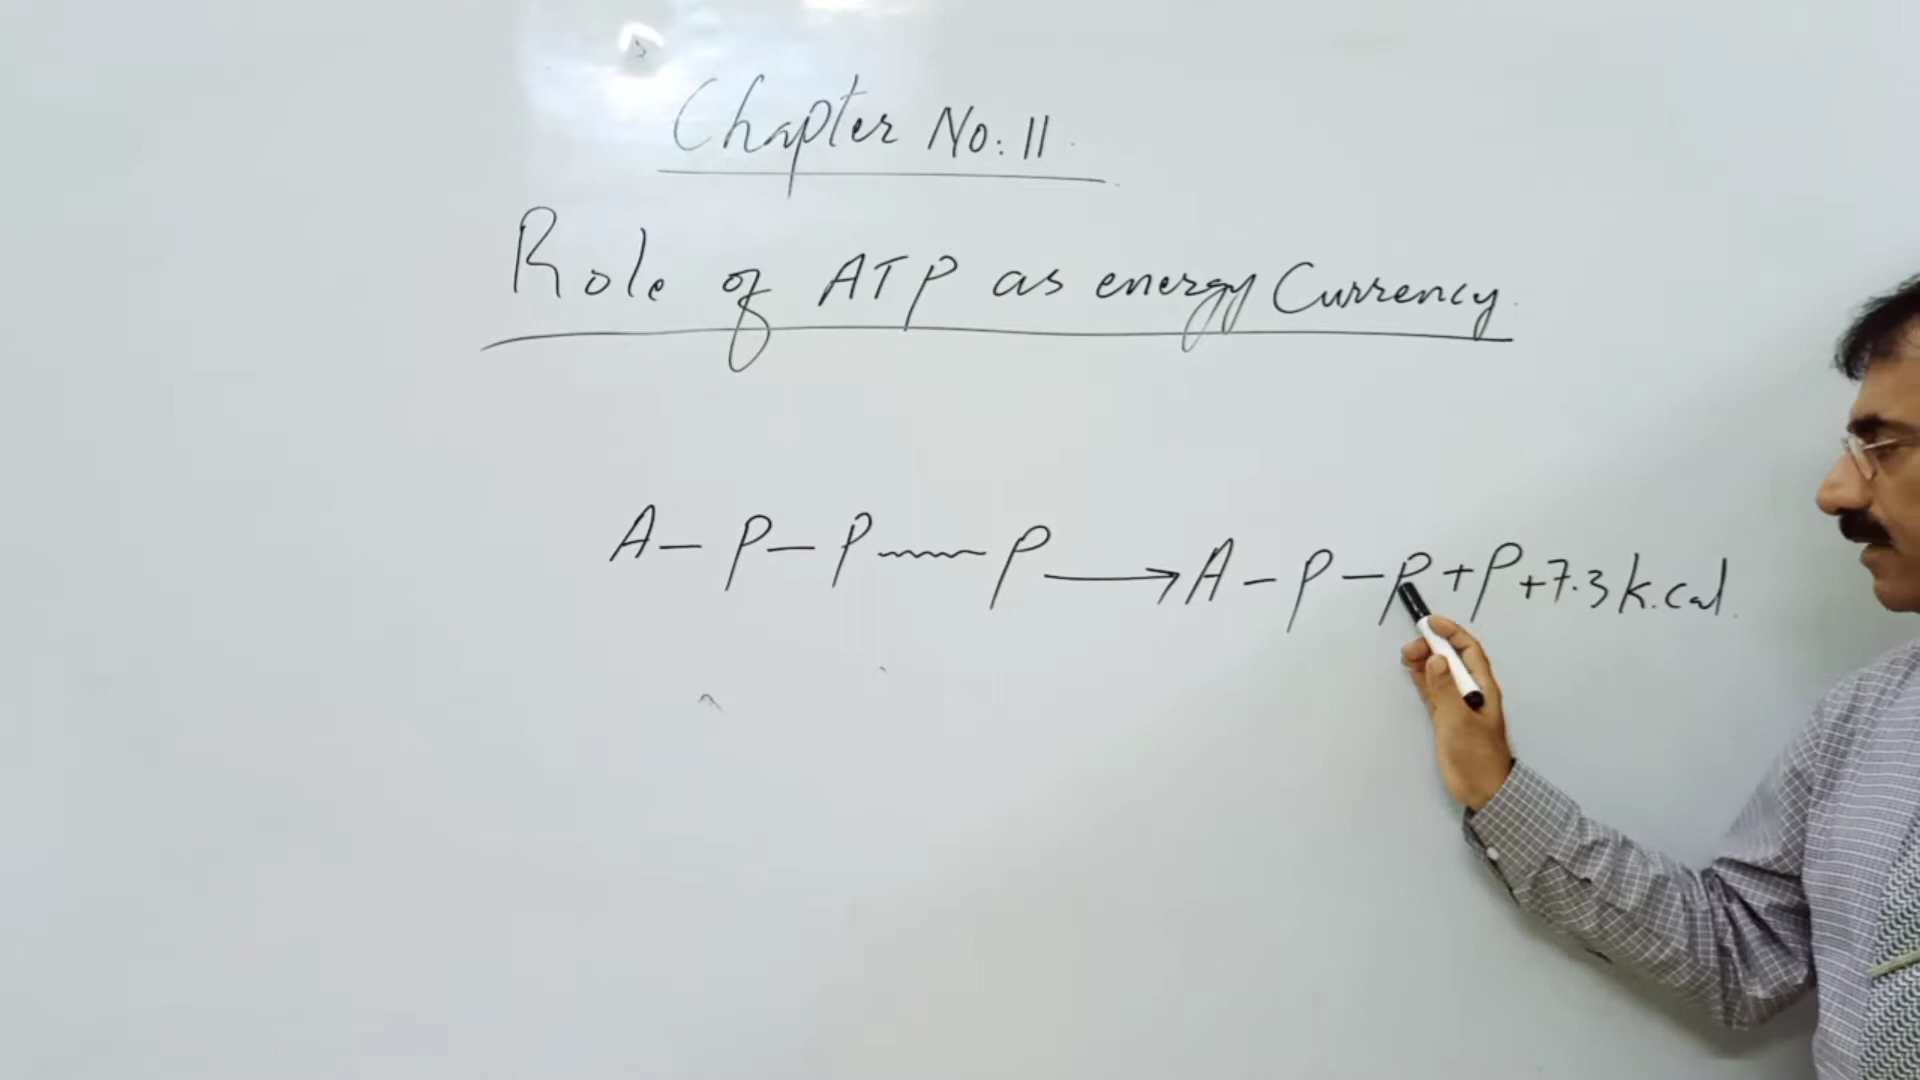 Chapter No: 11.
Role of ATP as energy Currency.
A – P – P ~~~ P ⟶ A – P – P + P + 7.3 k.cal.